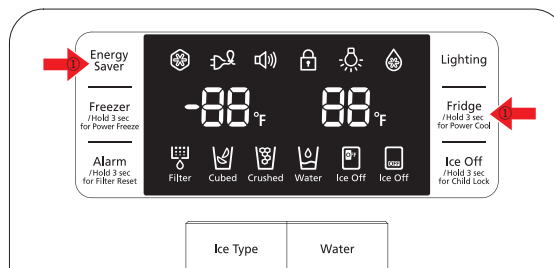 Energy
Saver
Freezer
/Hold 3 sec
for Power Freeze
Alarm
/Hold 3 sec
for Filter Reset
①
-88 °F
88 °F
Filter
Cubed
Crushed
Water
Ice Off
Ice Off
Lighting
Fridge
/Hold 3 sec
for Power Cool
①
Ice Off
/Hold 3 sec
for Child Lock
Ice Type
Water